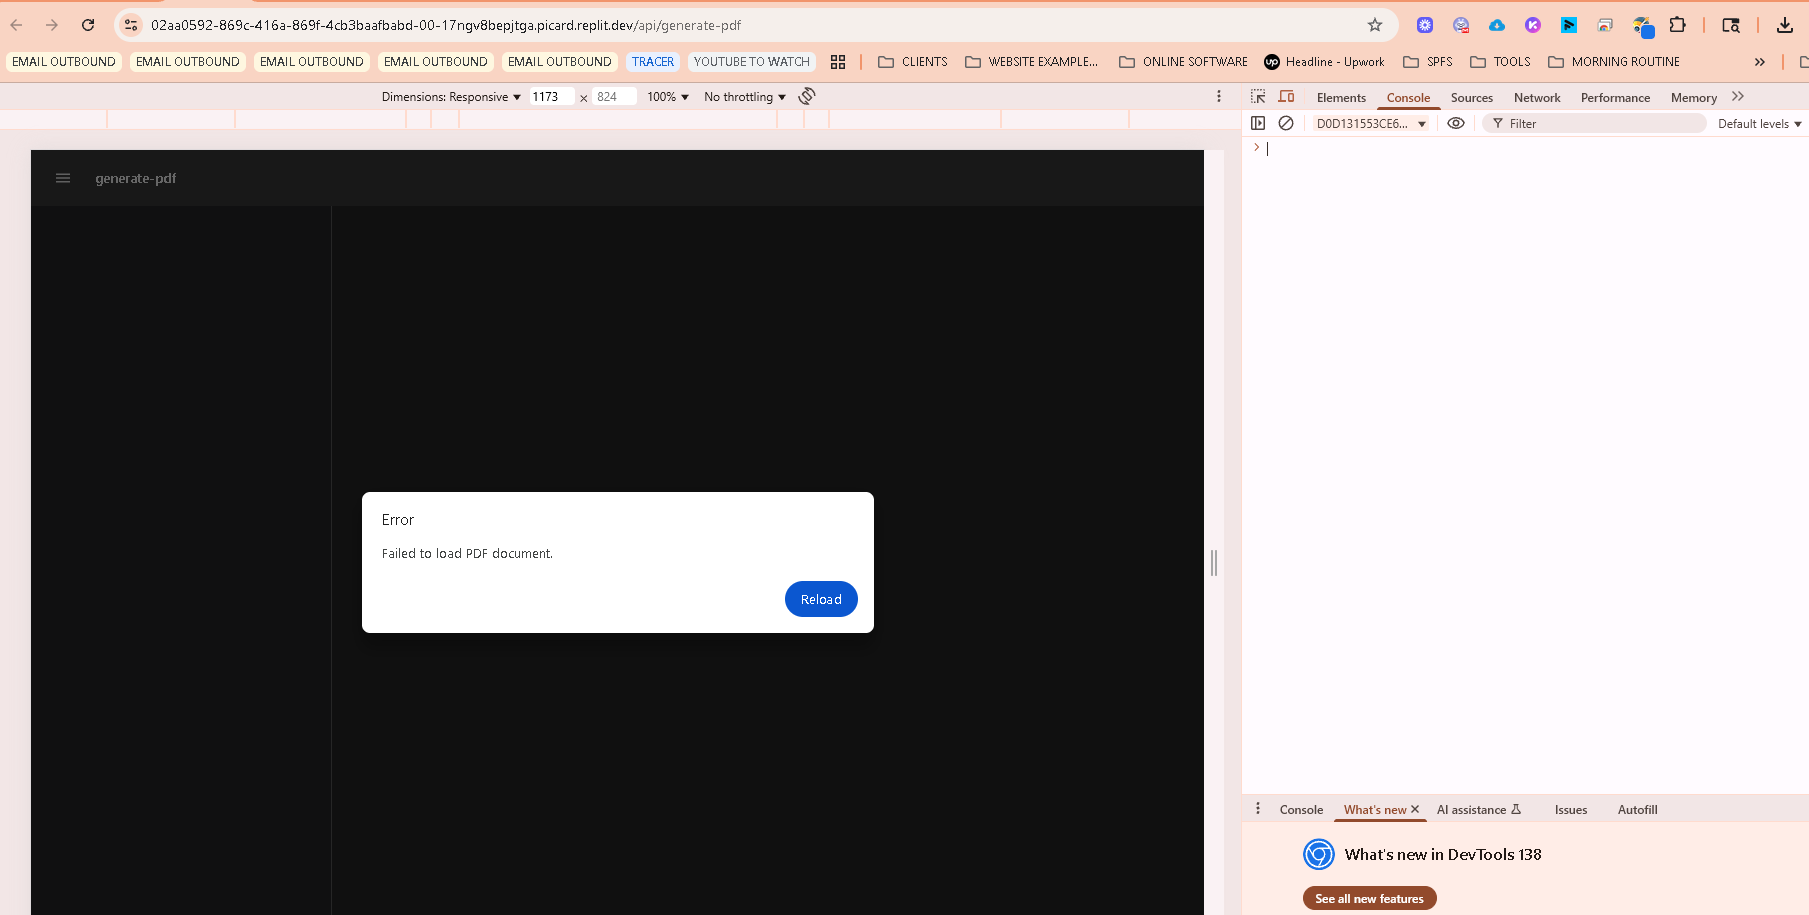 02aa0592-869c-416a-869f-4cb3baafbabd-00-17ngv8bepjtga.picard.replit.dev/api/generate-pdf
EMAIL OUTBOUND EMAIL OUTBOUND EMAIL OUTBOUND EMAIL OUTBOUND EMAIL OUTBOUND TRACER YOUTUBE TO WATCH CLIENTS WEBSITE EXAMPLE... ONLINE SOFTWARE up Headline - Upwork SPFS TOOLS MORNING ROUTINE »
Dimensions: Responsive ▼ 1173 × 824 100% ▼ No throttling ▼
Elements Console Sources Network Performance Memory
D0D131553CE6... ▼ Filter Default levels ▼
generate-pdf
Error
Failed to load PDF document.
Reload
Console What's new × AI assistance Issues Autofill
What's new in DevTools 138
See all new features